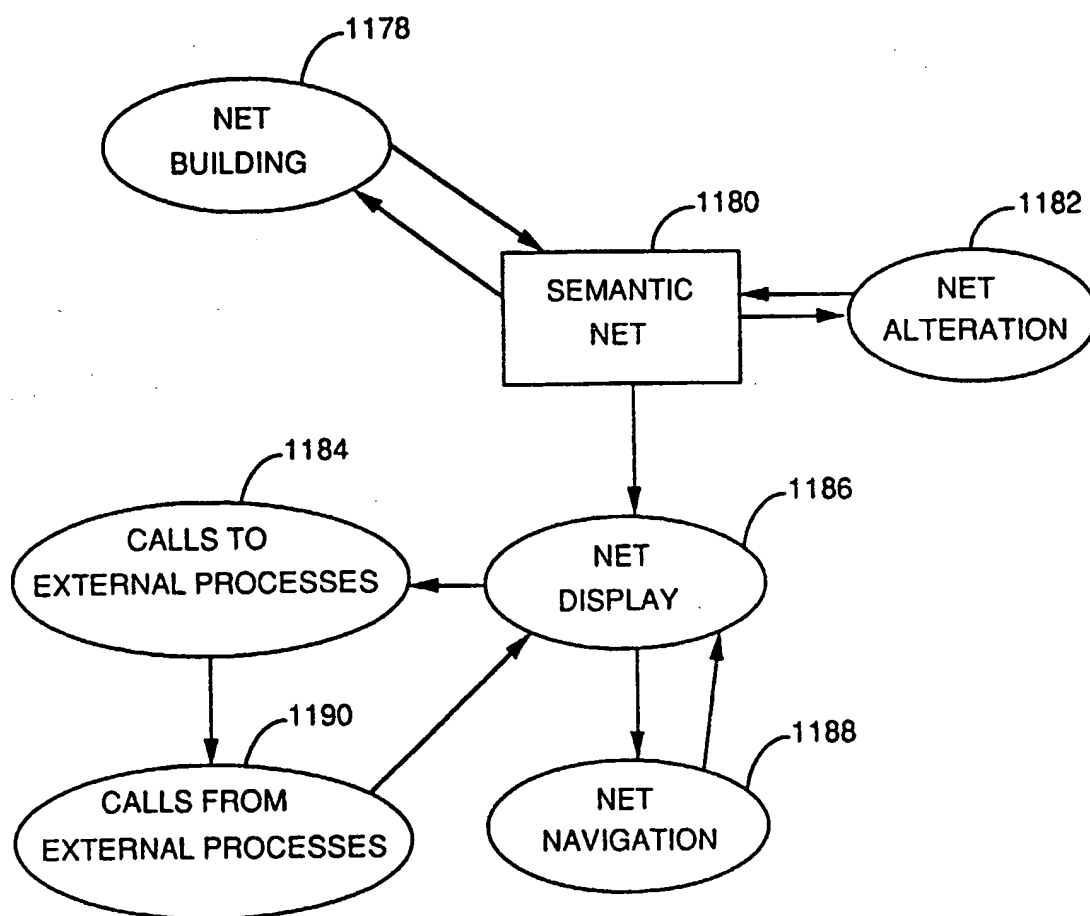 1178
NET
BUILDING
1180
SEMANTIC
NET
1182
NET
ALTERATION
1184
CALLS TO
EXTERNAL PROCESSES
1186
NET
DISPLAY
1190
CALLS FROM
EXTERNAL PROCESSES
1188
NET
NAVIGATION